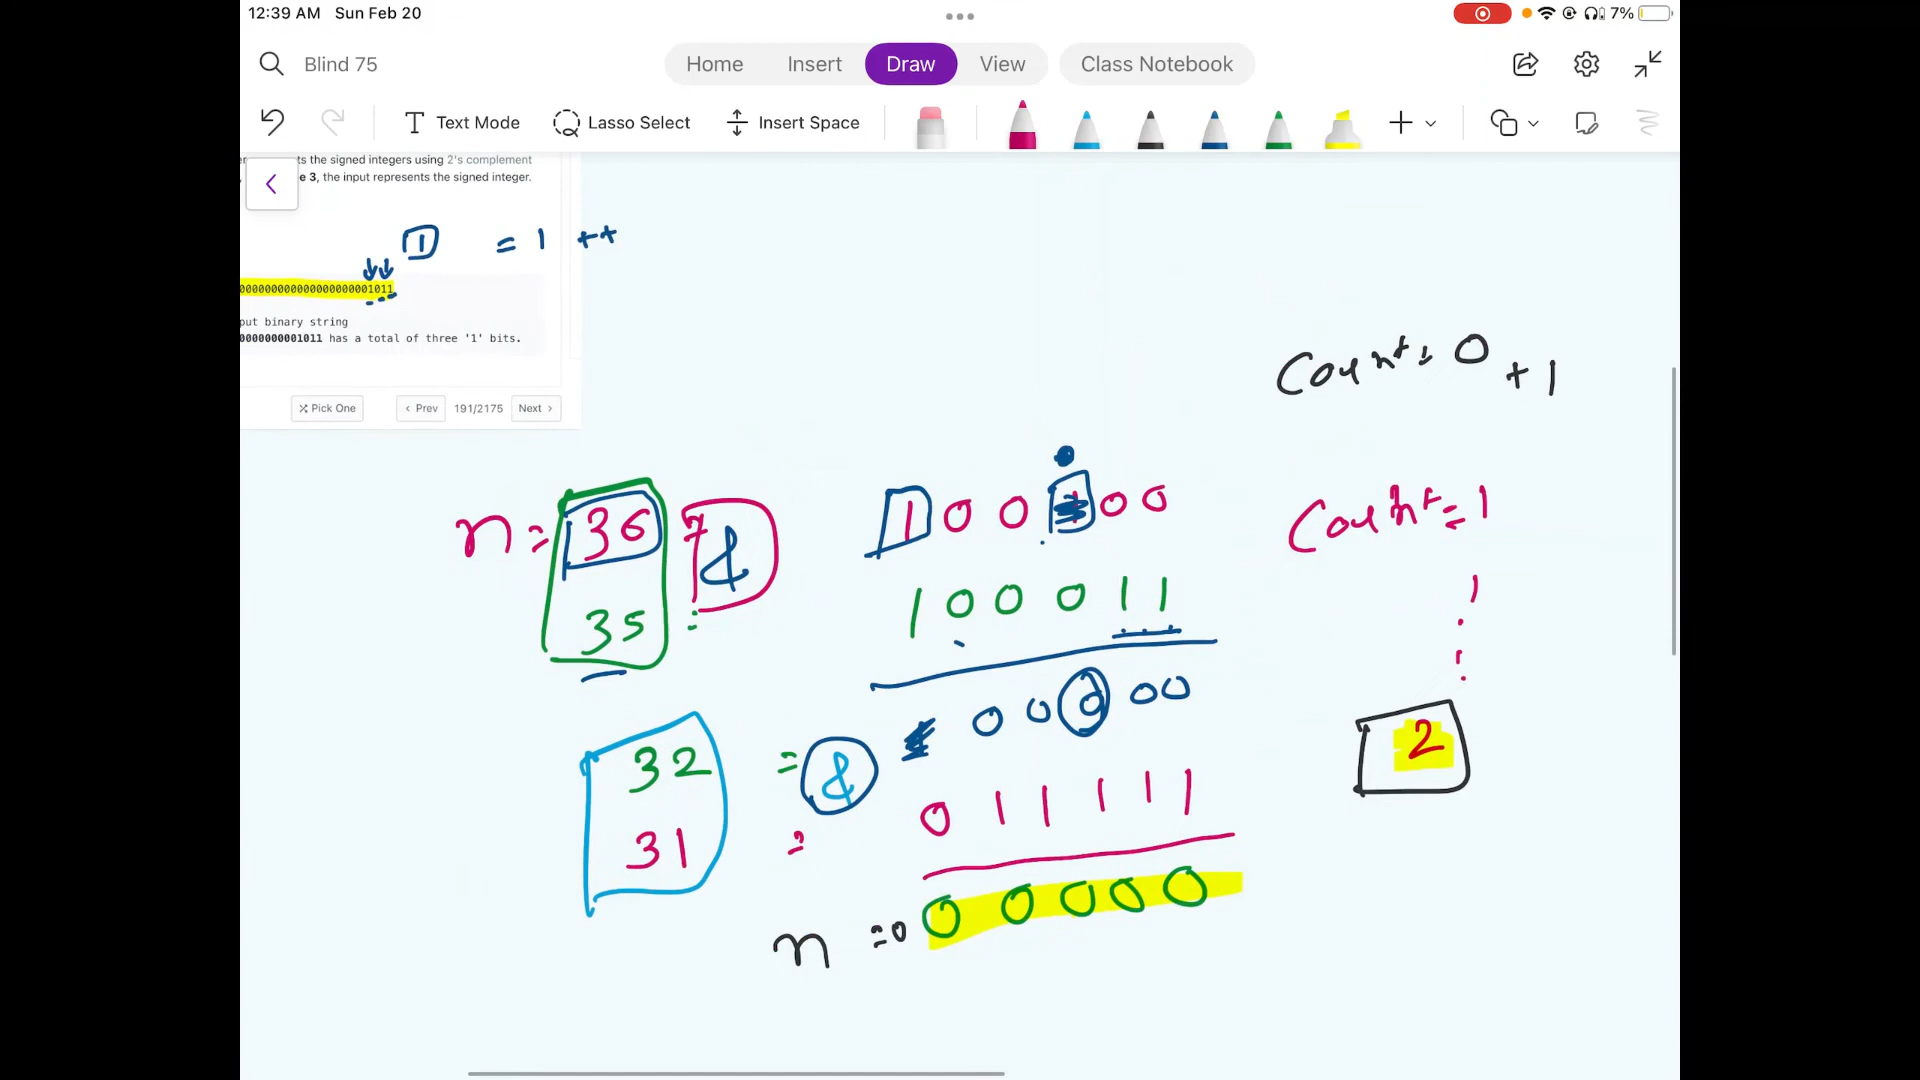 12:39 AM Sun Feb 20
7%
Blind 75
Home Insert Draw View Class Notebook
Text Mode Lasso Select Insert Space
ts the signed integers using 2's complement
e 3, the input represents the signed integer.
1 = 1 ++
000000000000000000001011
put binary string
0000000001011 has a total of three '1' bits.
Pick One < Prev 191/2175 Next >
Count = 0 + 1
n = 36 & 1 0 0 1 0 0
Count = 1
35 = 1 0 0 0 1 1
1
0 0 0 0 0
2
32 = &
31 = 0 1 1 1 1 1
n = 0 0 0 0 0 0